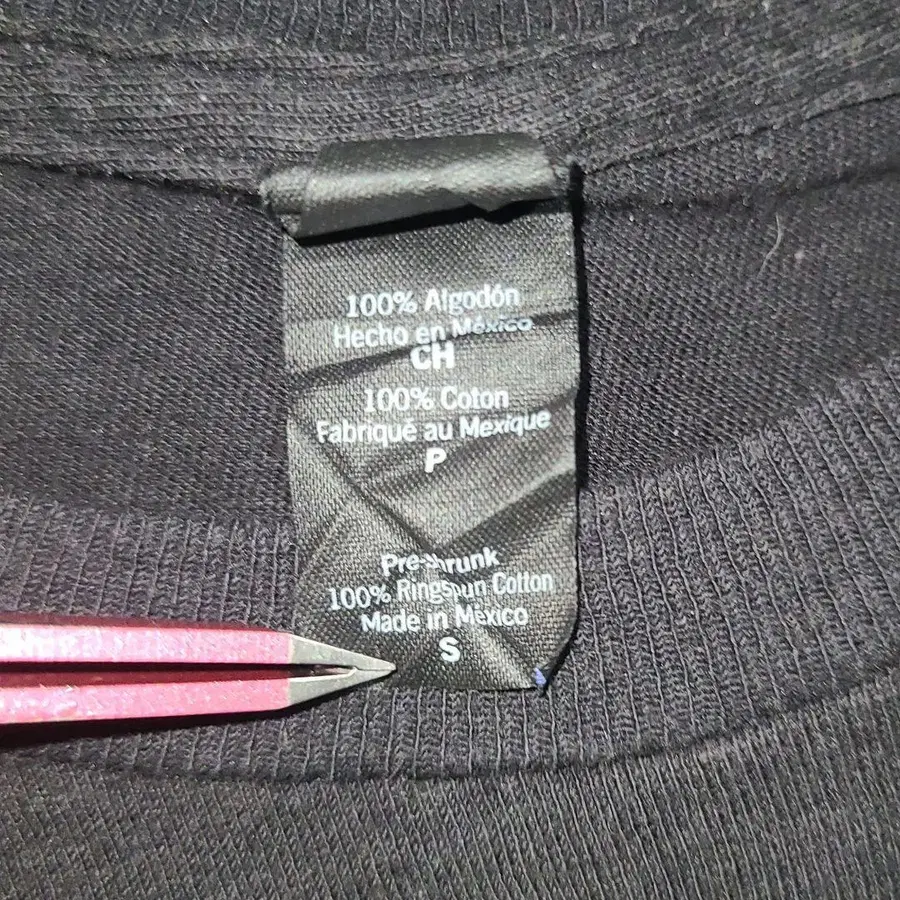 100% Algodón
Hecho en México
CH
100% Coton
Fabriqué au Mexique
P
Pre-shrunk
100% Ringspun Cotton
Made in México
S